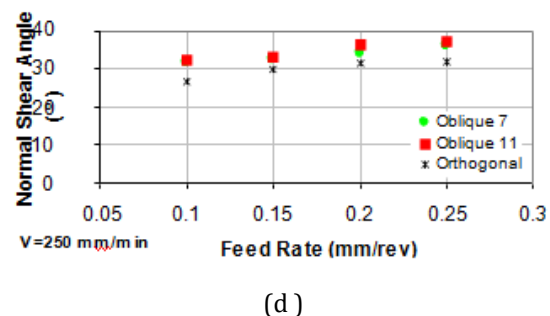 Normal Shear Angle
(°)
40
30
20
10
0
Oblique 7
Oblique 11
Orthogonal
0.05 0.1 0.15 0.2 0.25 0.3
V=250 mm/min
Feed Rate (mm/rev)
(d )